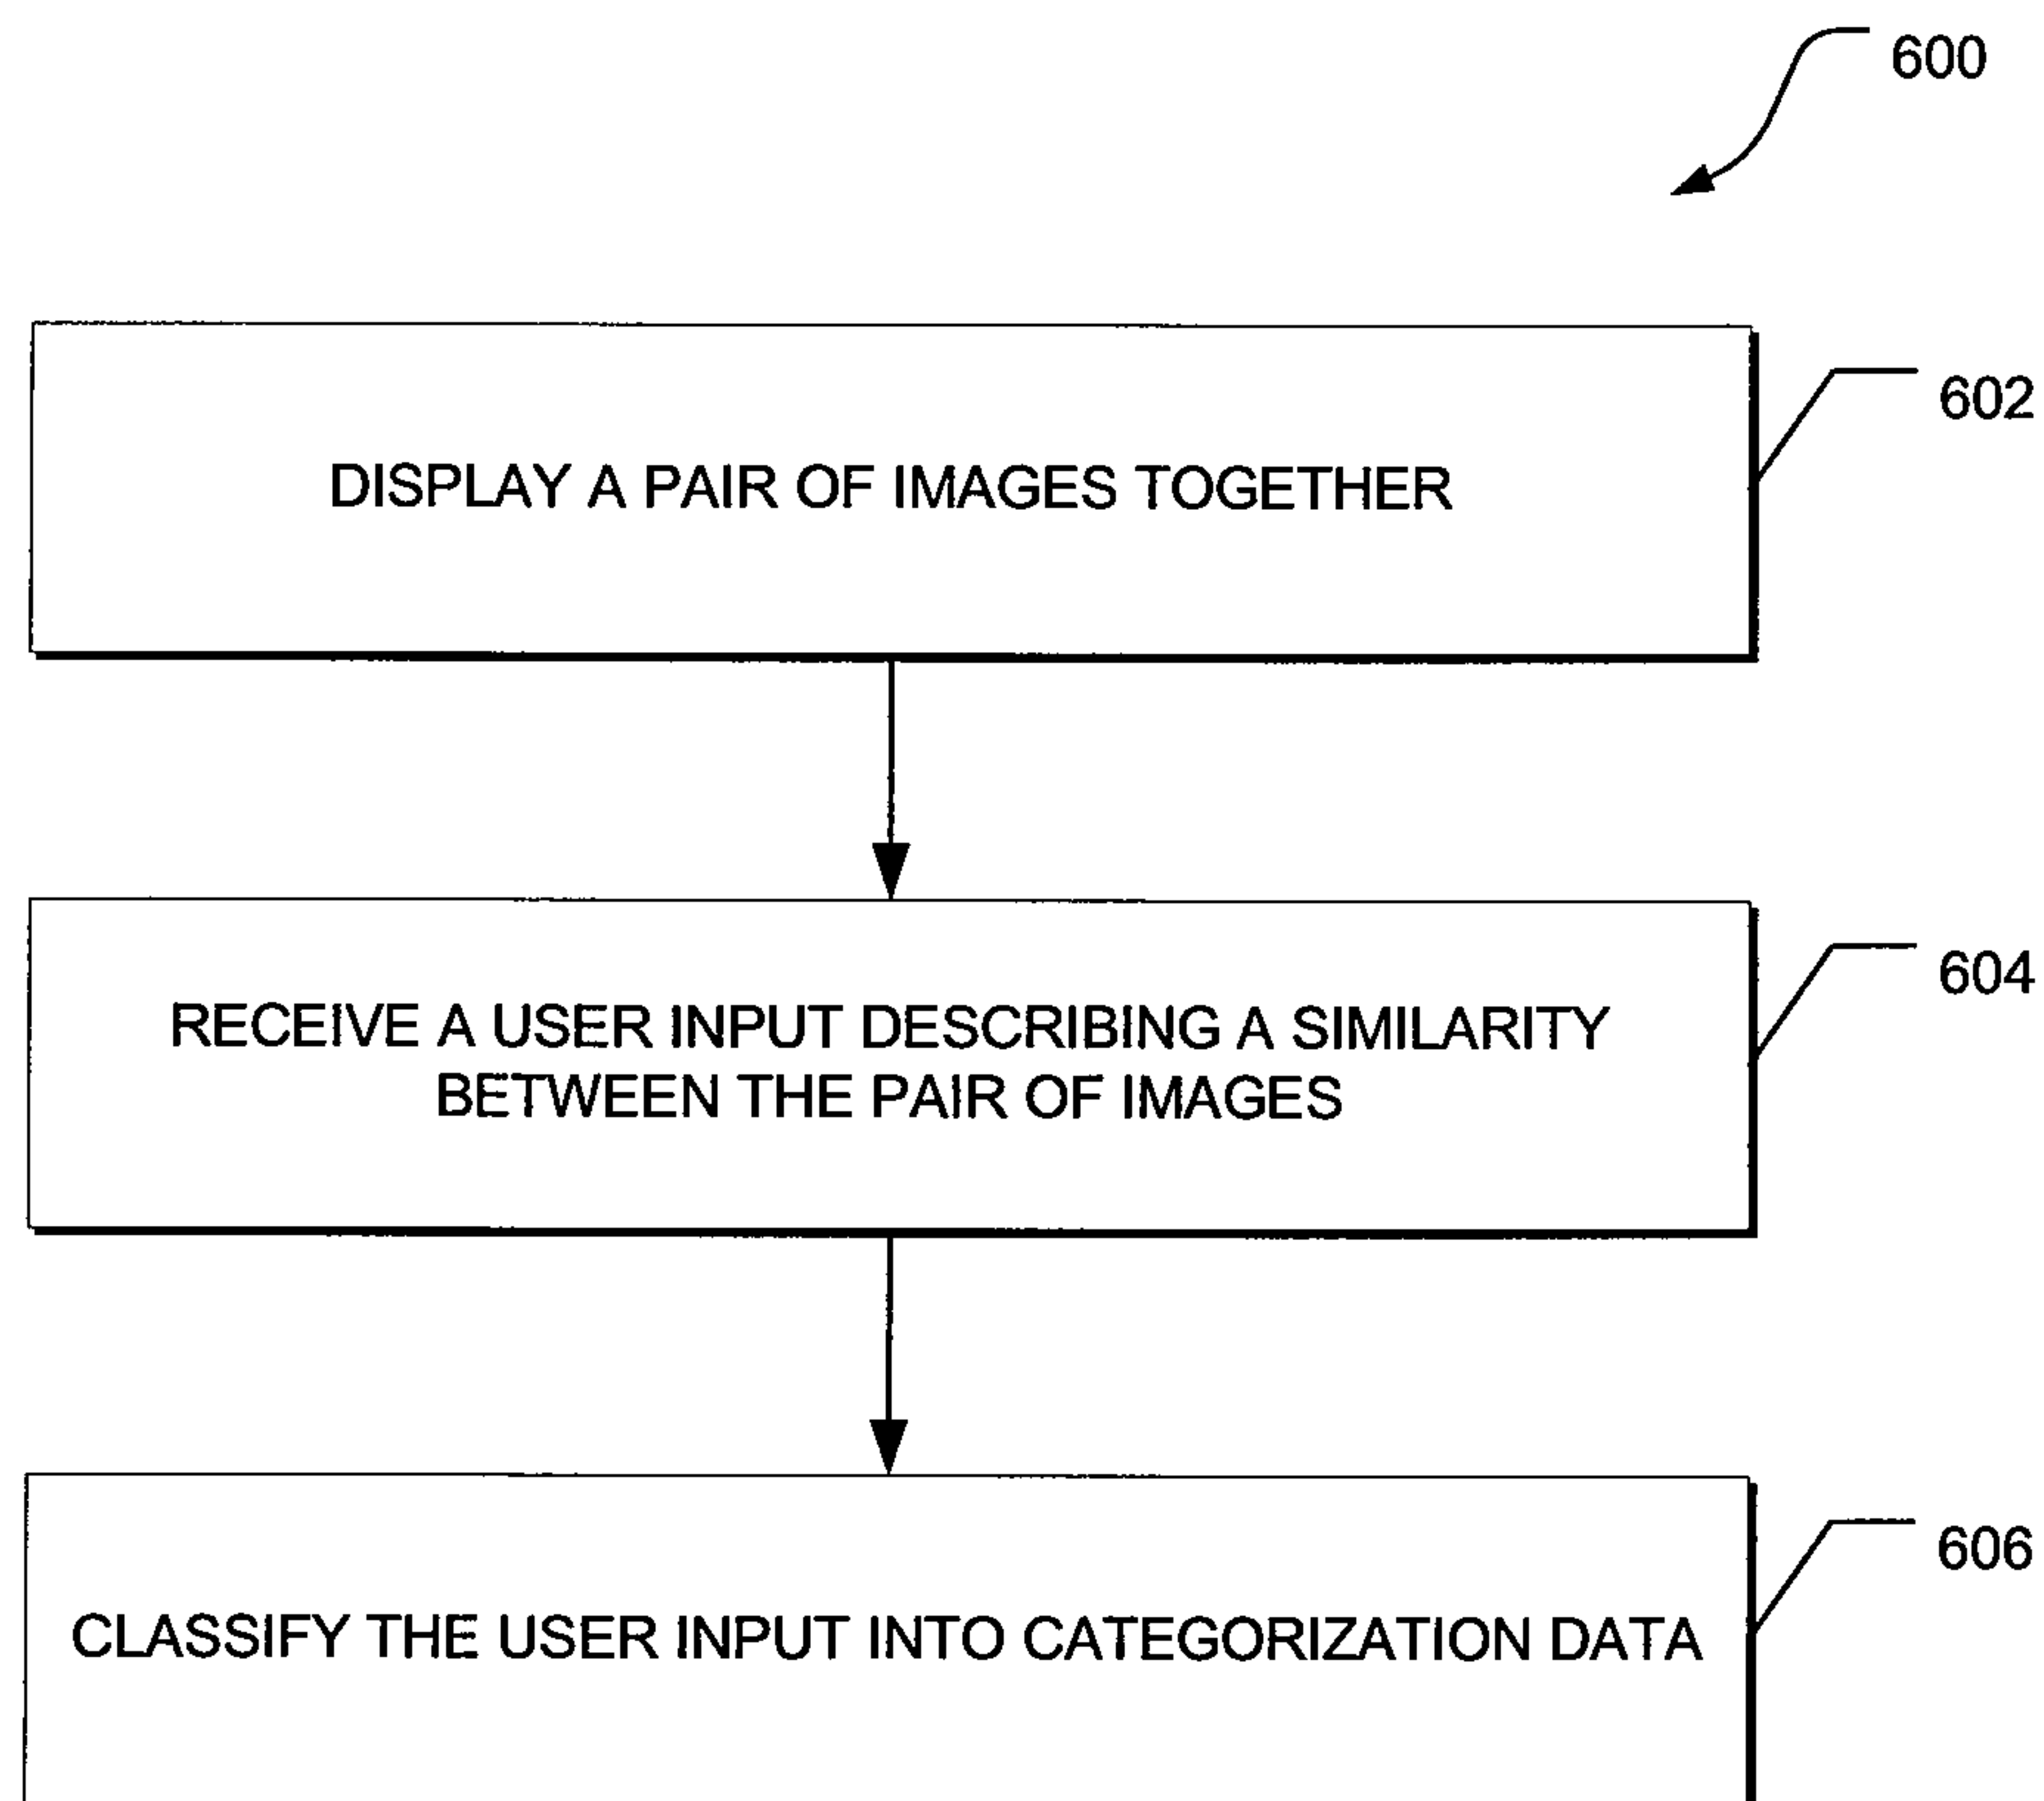 600
602
DISPLAY A PAIR OF IMAGES TOGETHER
604
RECEIVE A USER INPUT DESCRIBING A SIMILARITY
BETWEEN THE PAIR OF IMAGES
606
CLASSIFY THE USER INPUT INTO CATEGORIZATION DATA